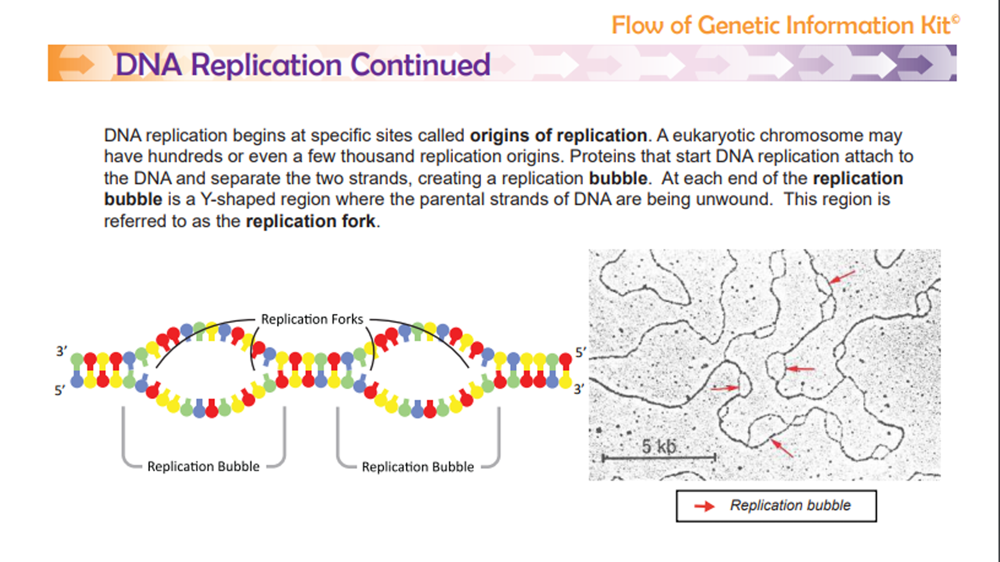 Flow of Genetic Information Kit©
DNA Replication Continued
DNA replication begins at specific sites called origins of replication. A eukaryotic chromosome may
have hundreds or even a few thousand replication origins. Proteins that start DNA replication attach to
the DNA and separate the two strands, creating a replication bubble.  At each end of the replication
bubble is a Y-shaped region where the parental strands of DNA are being unwound.  This region is
referred to as the replication fork.
Replication Forks
3′
5′
5′
3′
Replication Bubble
Replication Bubble
5 kb
Replication bubble